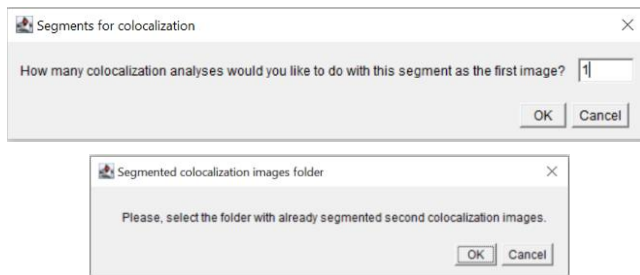 Segments for colocalization
How many colocalization analyses would you like to do with this segment as the first image? 1
OK Cancel
Segmented colocalization images folder
Please, select the folder with already segmented second colocalization images.
OK Cancel